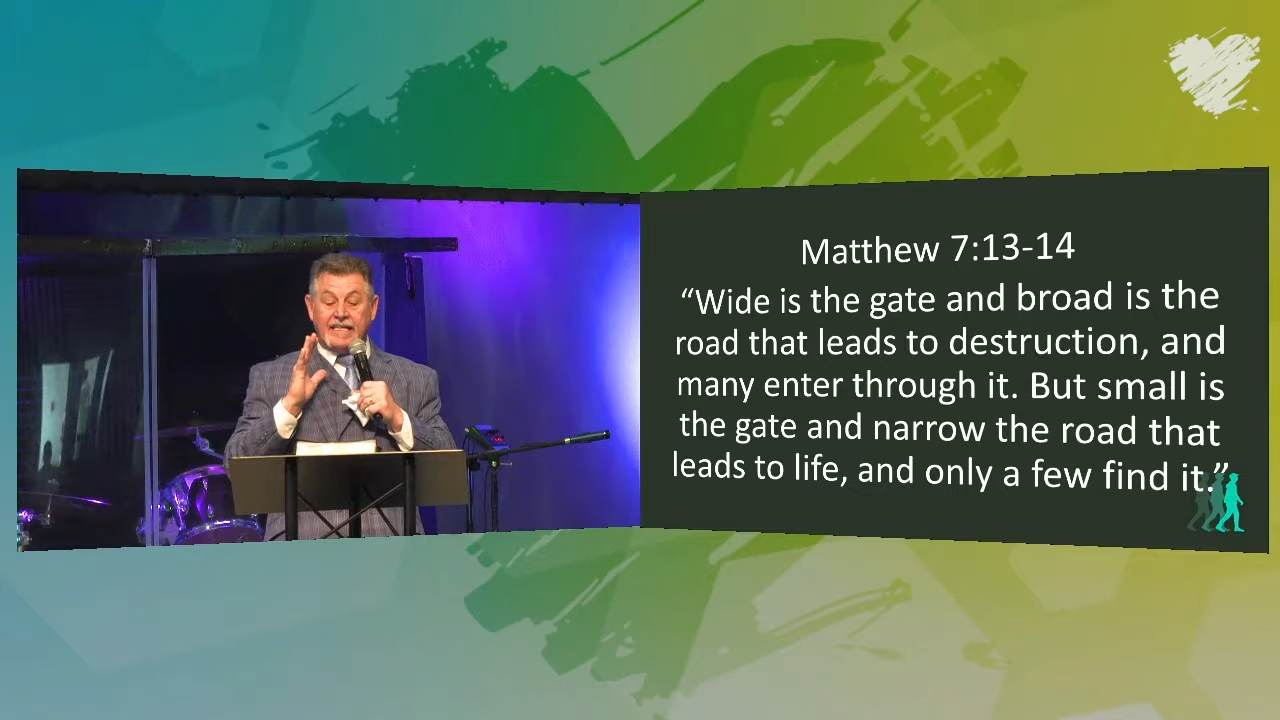 Matthew 7:13-14
“Wide is the gate and broad is the
road that leads to destruction, and
many enter through it. But small is
the gate and narrow the road that
leads to life, and only a few find it.”